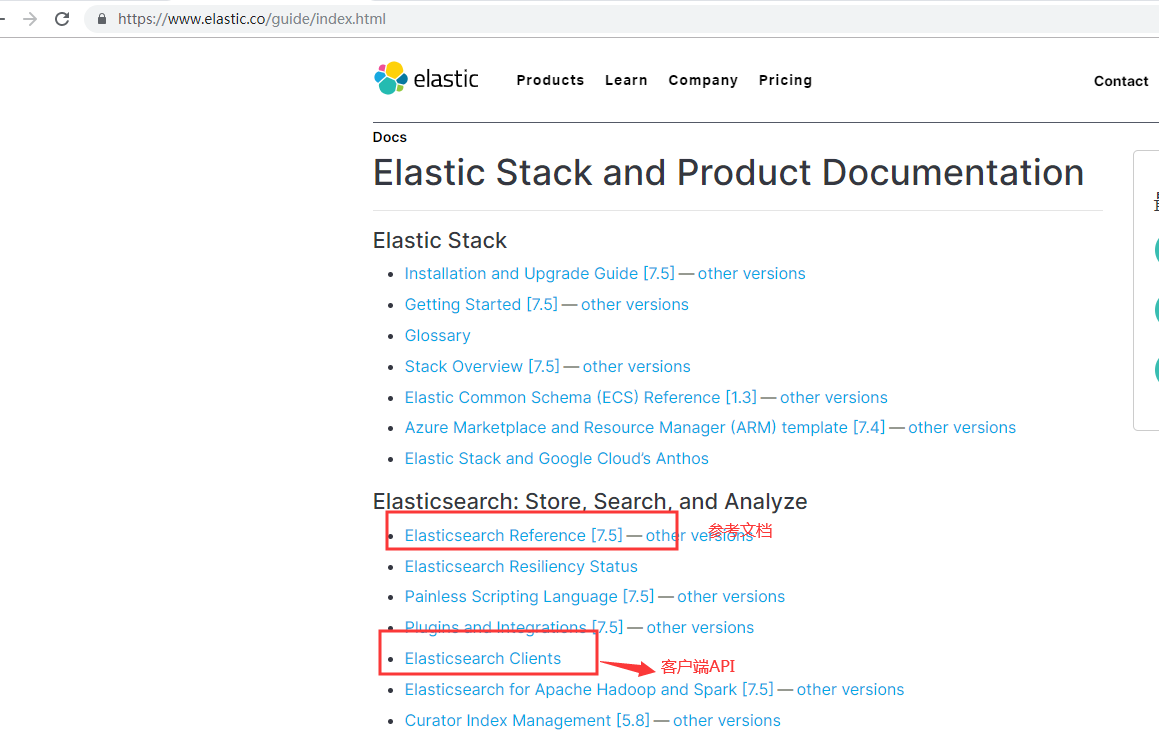 https://www.elastic.co/guide/index.html
elastic Products Learn Company Pricing Contact
Docs
Elastic Stack and Product Documentation
Elastic Stack
Installation and Upgrade Guide [7.5] — other versions
Getting Started [7.5] — other versions
Glossary
Stack Overview [7.5] — other versions
Elastic Common Schema (ECS) Reference [1.3] — other versions
Azure Marketplace and Resource Manager (ARM) template [7.4] — other versions
Elastic Stack and Google Cloud’s Anthos
Elasticsearch: Store, Search, and Analyze
Elasticsearch Reference [7.5] — other versions
参考文档
Elasticsearch Resiliency Status
Painless Scripting Language [7.5] — other versions
Plugins and Integrations [7.5] — other versions
Elasticsearch Clients
客户端API
Elasticsearch for Apache Hadoop and Spark [7.5] — other versions
Curator Index Management [5.8] — other versions